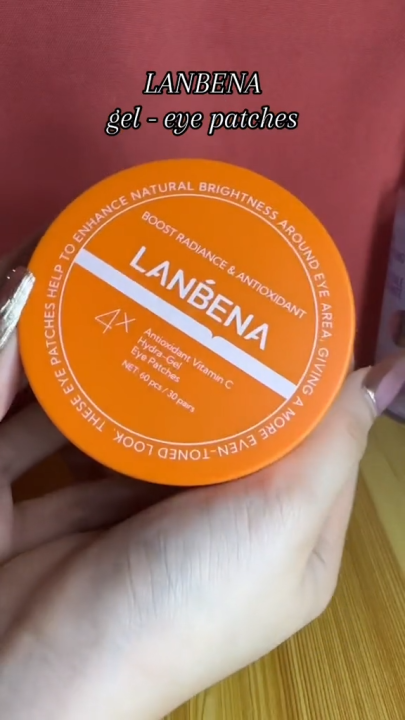 LANBENA
gel - eye patches
THESE EYE PATCHES HELP TO ENHANCE NATURAL BRIGHTNESS AROUND EYE AREA, GIVING A MORE EVEN-TONED LOOK.
BOOST RADIANCE & ANTIOXIDANT
LANBENA
4X
Antioxidant Vitamin C
Hydra-Gel
Eye Patches
NET: 60 pcs / 30 pairs